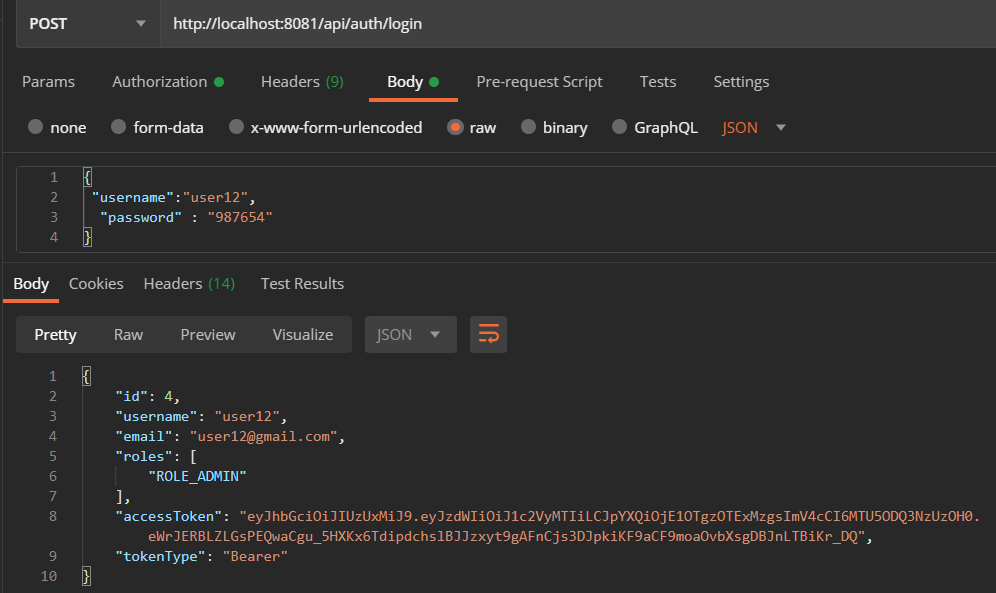 POST http://localhost:8081/api/auth/login
Params Authorization Headers (9) Body Pre-request Script Tests Settings
none form-data x-www-form-urlencoded raw binary GraphQL JSON
1 {
2 "username":"user12",
3 "password" : "987654"
4 }
Body Cookies Headers (14) Test Results
Pretty Raw Preview Visualize JSON
1 {
2 "id": 4,
3 "username": "user12",
4 "email": "user12@gmail.com",
5 "roles": [
6 "ROLE_ADMIN"
7 ],
8 "accessToken": "eyJhbGciOiJIUzUxMiJ9.eyJzdWIiOiJ1c2VyMTIiLCJpYXQiOjE1OTgzOTExMzgsImV4cCI6MTU5ODQ3NzUzOH0.
eWrJERBLZLGsPEQwaCgu_5HXKx6TdipdchslBJJzxyt9gAFnCjs3DJpkiKF9aCF9moaOvbXsgDBJnLTBiKr_DQ",
9 "tokenType": "Bearer"
10 }